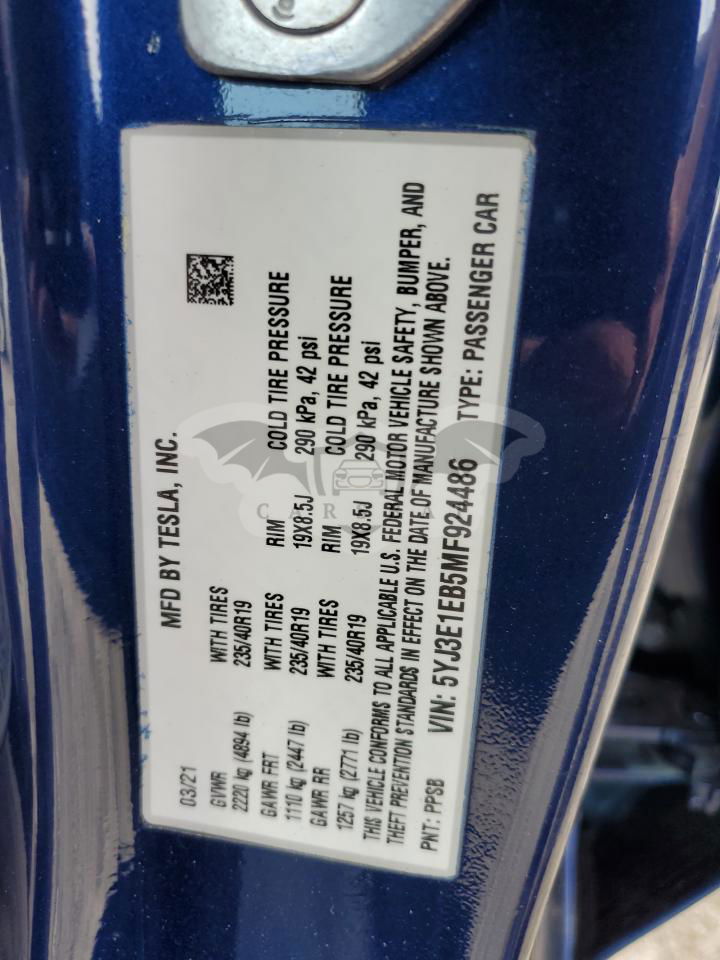 MFD BY TESLA, INC.
03/21
GVWR WITH TIRES
2220 kg (4894 lb) 235/40R19
GAWR FRT WITH TIRES RIM COLD TIRE PRESSURE
1110 kg (2447 lb) 235/40R19 19X8.5J 290 kPa, 42 psi
GAWR RR WITH TIRES RIM COLD TIRE PRESSURE
1257 kg (2771 lb) 235/40R19 19X8.5J 290 kPa, 42 psi
THIS VEHICLE CONFORMS TO ALL APPLICABLE U.S. FEDERAL MOTOR VEHICLE SAFETY, BUMPER, AND
THEFT PREVENTION STANDARDS IN EFFECT ON THE DATE OF MANUFACTURE SHOWN ABOVE.
PNT: PPSB VIN: 5YJ3E1EB5MF924486 TYPE: PASSENGER CAR